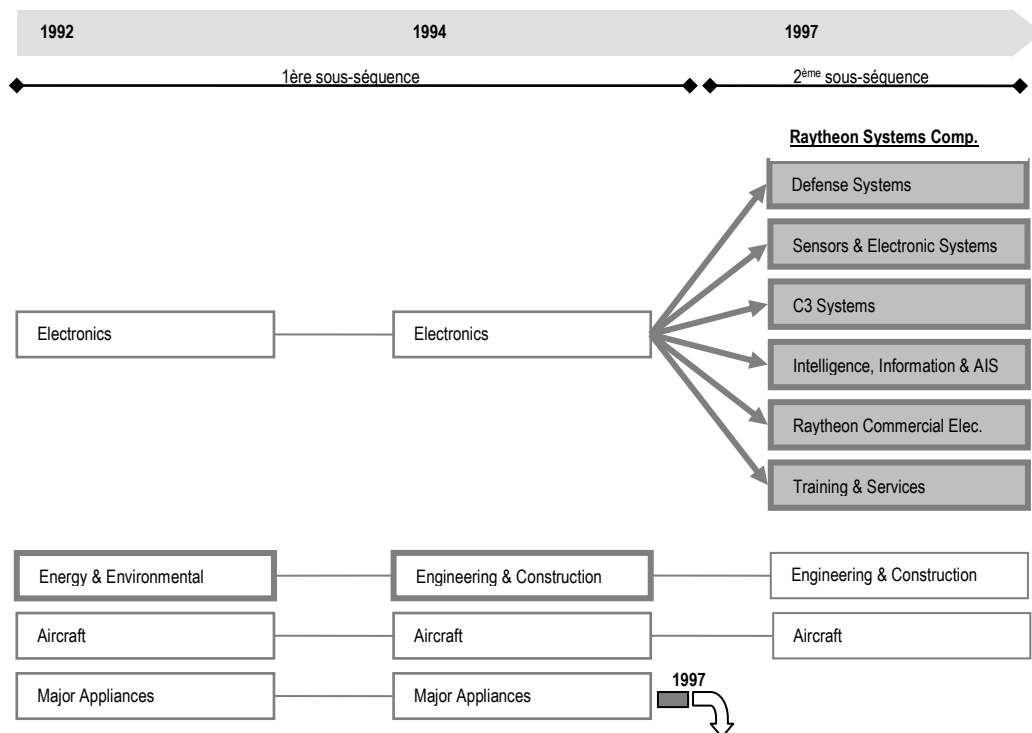 1992 1994 1997
1ère sous-séquence 2ème sous-séquence
Raytheon Systems Comp.
Defense Systems
Sensors & Electronic Systems
C3 Systems
Electronics Electronics
Intelligence, Information & AIS
Raytheon Commercial Elec.
Training & Services
Energy & Environmental Engineering & Construction Engineering & Construction
Aircraft Aircraft Aircraft
1997
Major Appliances Major Appliances